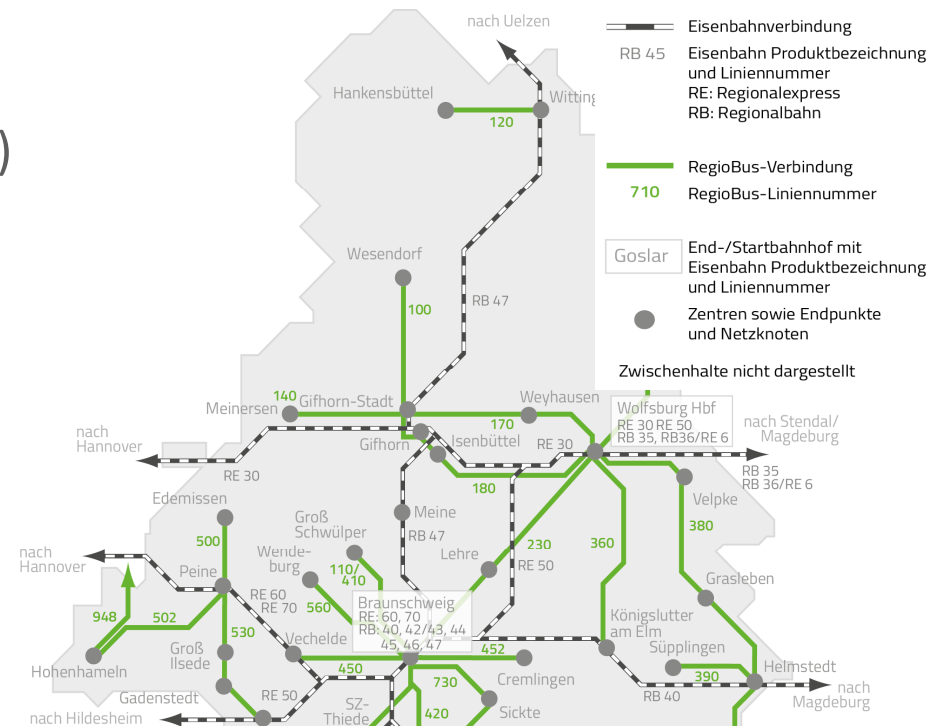 )
nach Uelzen
Hankensbüttel
120
Wesendorf
100
RB 47
Eisenbahnverbindung
RB 45
Eisenbahn Produktbezeichnung
und Liniennummer
RE: Regionalexpress
RB: Regionalbahn
RegioBus-Verbindung
710
RegioBus-Liniennummer
Goslar
End-/Startbahnhof mit
Eisenbahn Produktbezeichnung
und Liniennummer
Zentren sowie Endpunkte
und Netzknoten
Zwischenhalte nicht dargestellt
140
Meinersen
Gifhorn-Stadt
Weyhausen
170
Wolfsburg Hbf
RE 30 RE 50
RB 35, RB36/RE 6
nach Stendal/
Magdeburg
nach
Hannover
RE 30
Gifhorn
Isenbüttel
RE 30
180
RB 35
RB 36/RE 6
Velpke
380
Edemissen
500
Groß
Schwülper
Meine
RB 47
Lehre
230
RE 50
360
nach
Hannover
Peine
Wende-
burg
110/
410
560
RE 60
RE 70
Grasleben
948
502
530
Braunschweig
RE: 60, 70
RB: 40, 42/43, 44
45, 46, 47
Königslutter
am Elm
Süpplingen
Hohenhameln
Groß
Ilsede
Vechelde
450
452
Cremlingen
390
Helmstedt
RB 40
nach
Magdeburg
Gadenstedt
RE 50
nach Hildesheim
SZ-
Thiede
730
420
Sickte